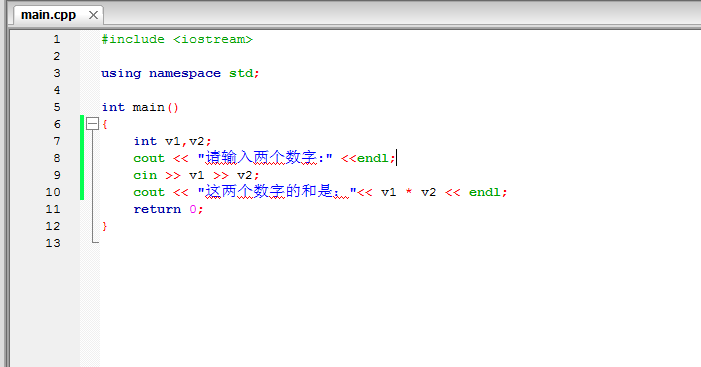 main.cpp
1 #include <iostream>
2
3 using namespace std;
4
5 int main()
6 {
7 int v1,v2;
8 cout << "请输入两个数字:" <<endl;
9 cin >> v1 >> v2;
10 cout << "这两个数字的和是："<< v1 * v2 << endl;
11 return 0;
12 }
13